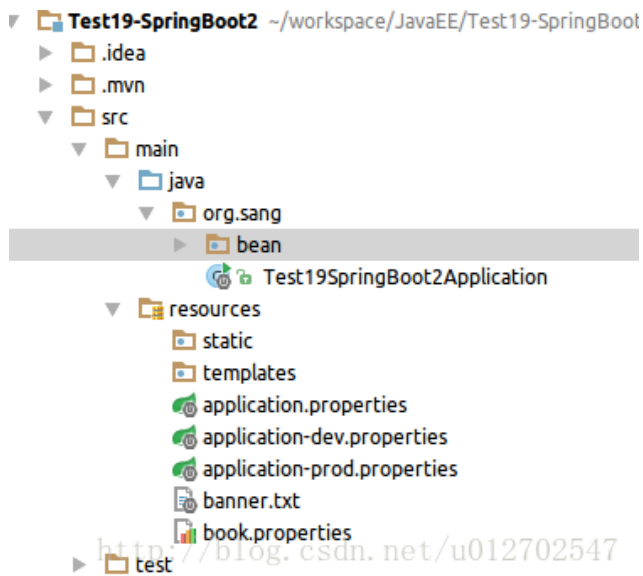 Test19-SpringBoot2 ~/workspace/JavaEE/Test19-SpringBoot
.idea
.mvn
src
main
java
org.sang
bean
Test19SpringBoot2Application
resources
static
templates
application.properties
application-dev.properties
application-prod.properties
banner.txt
book.properties
http://blog.csdn.net/u012702547
test